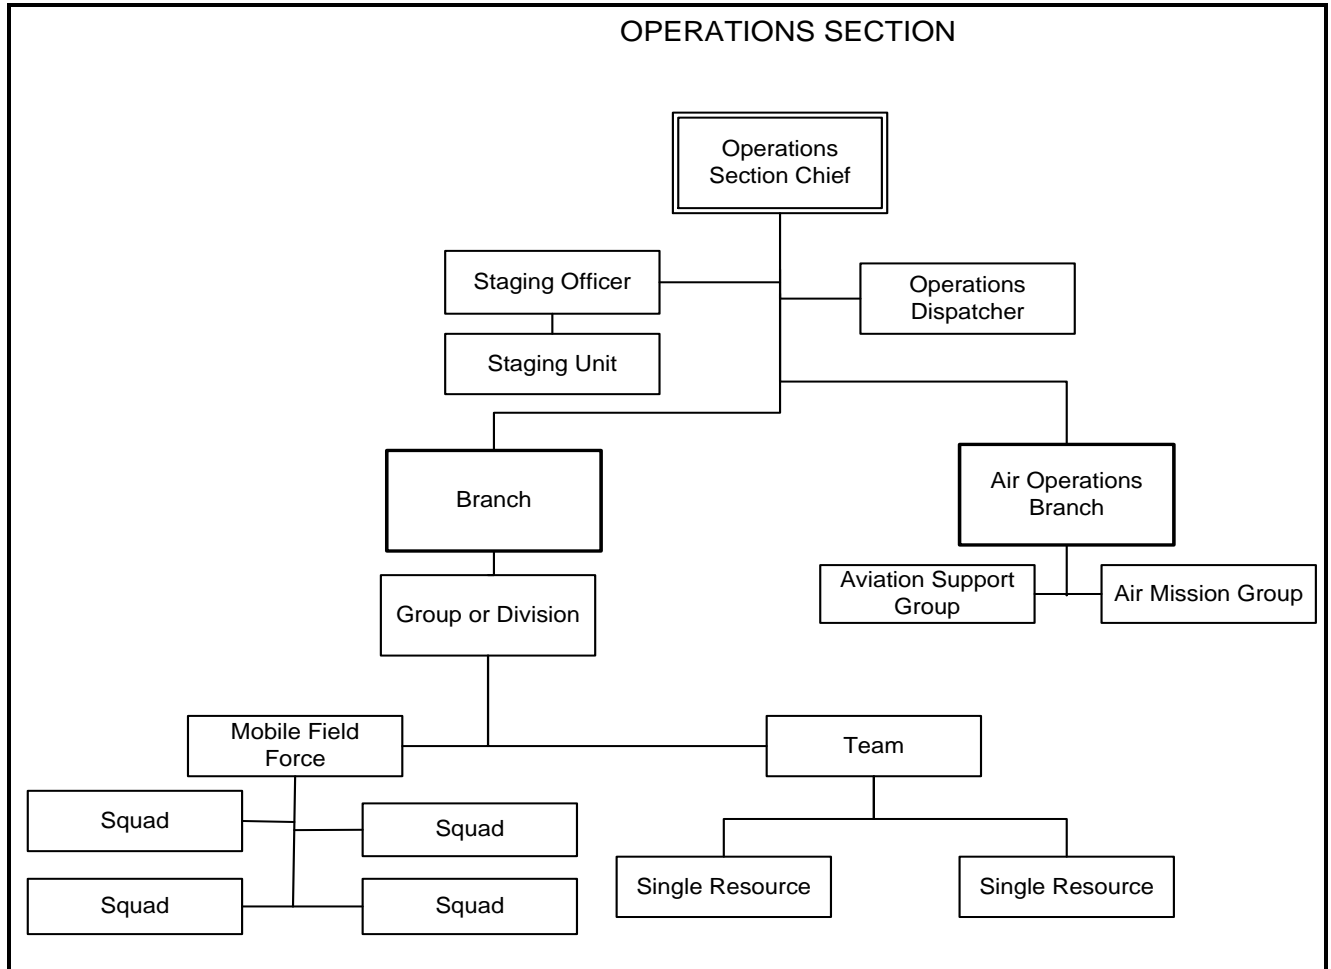 OPERATIONS SECTION
Operations
Section Chief
Staging Officer
Operations
Dispatcher
Staging Unit
Branch
Air Operations
Branch
Group or Division
Aviation Support
Group
Air Mission Group
Mobile Field
Force
Team
Squad
Squad
Single Resource
Single Resource
Squad
Squad